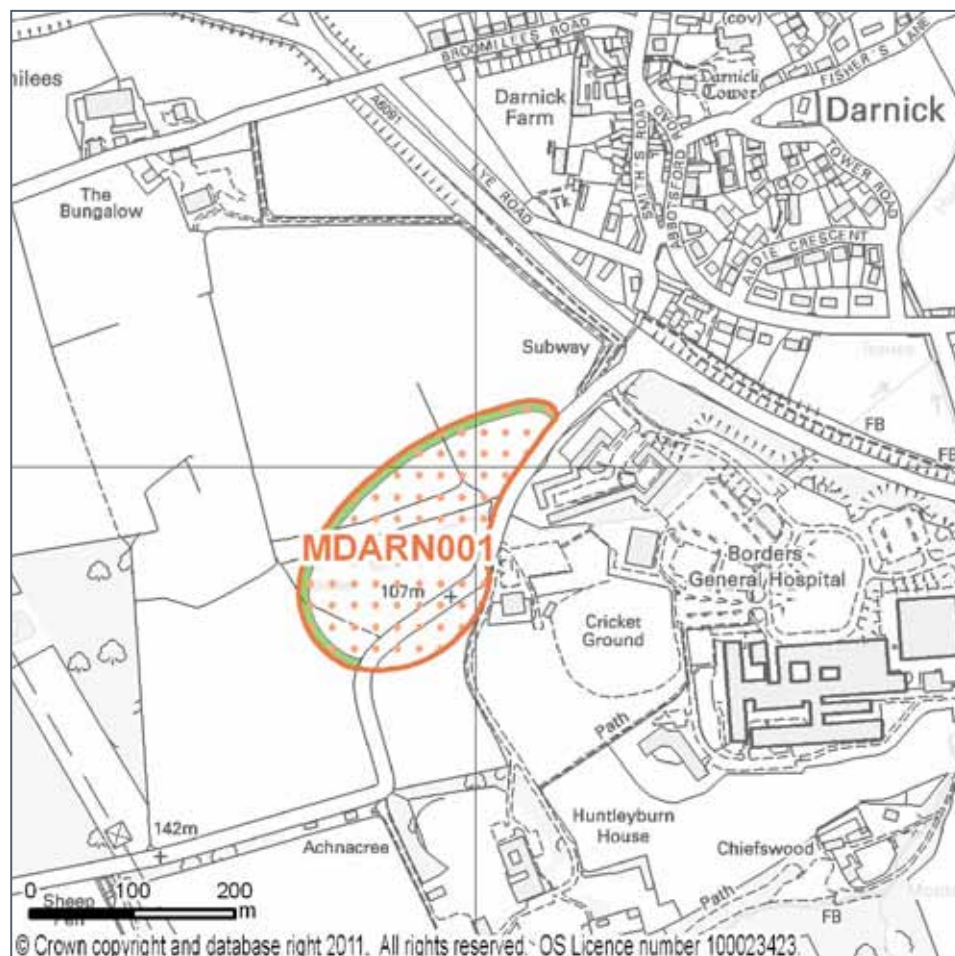 (cov)
BROOMILEES ROAD
FISHER'S LANE
Darnick
Tower
milees
A6091
Darnick
Farm
SMITH'S ROAD
ABBOTSFORD ROAD
Darnick
TOWER ROAD
The
Bungalow
LYE ROAD
Tk
ALDIE CRESCENT
Subway
FB
FB
MDARN001
Borders
General Hospital
107m
Cricket
Ground
Path
Huntleyburn
House
142m
Achnacree
Chiefswood
Path
FB
0 100 200
m
Sheep
© Crown copyright and database right 2011. All rights reserved. OS Licence number 100023423.